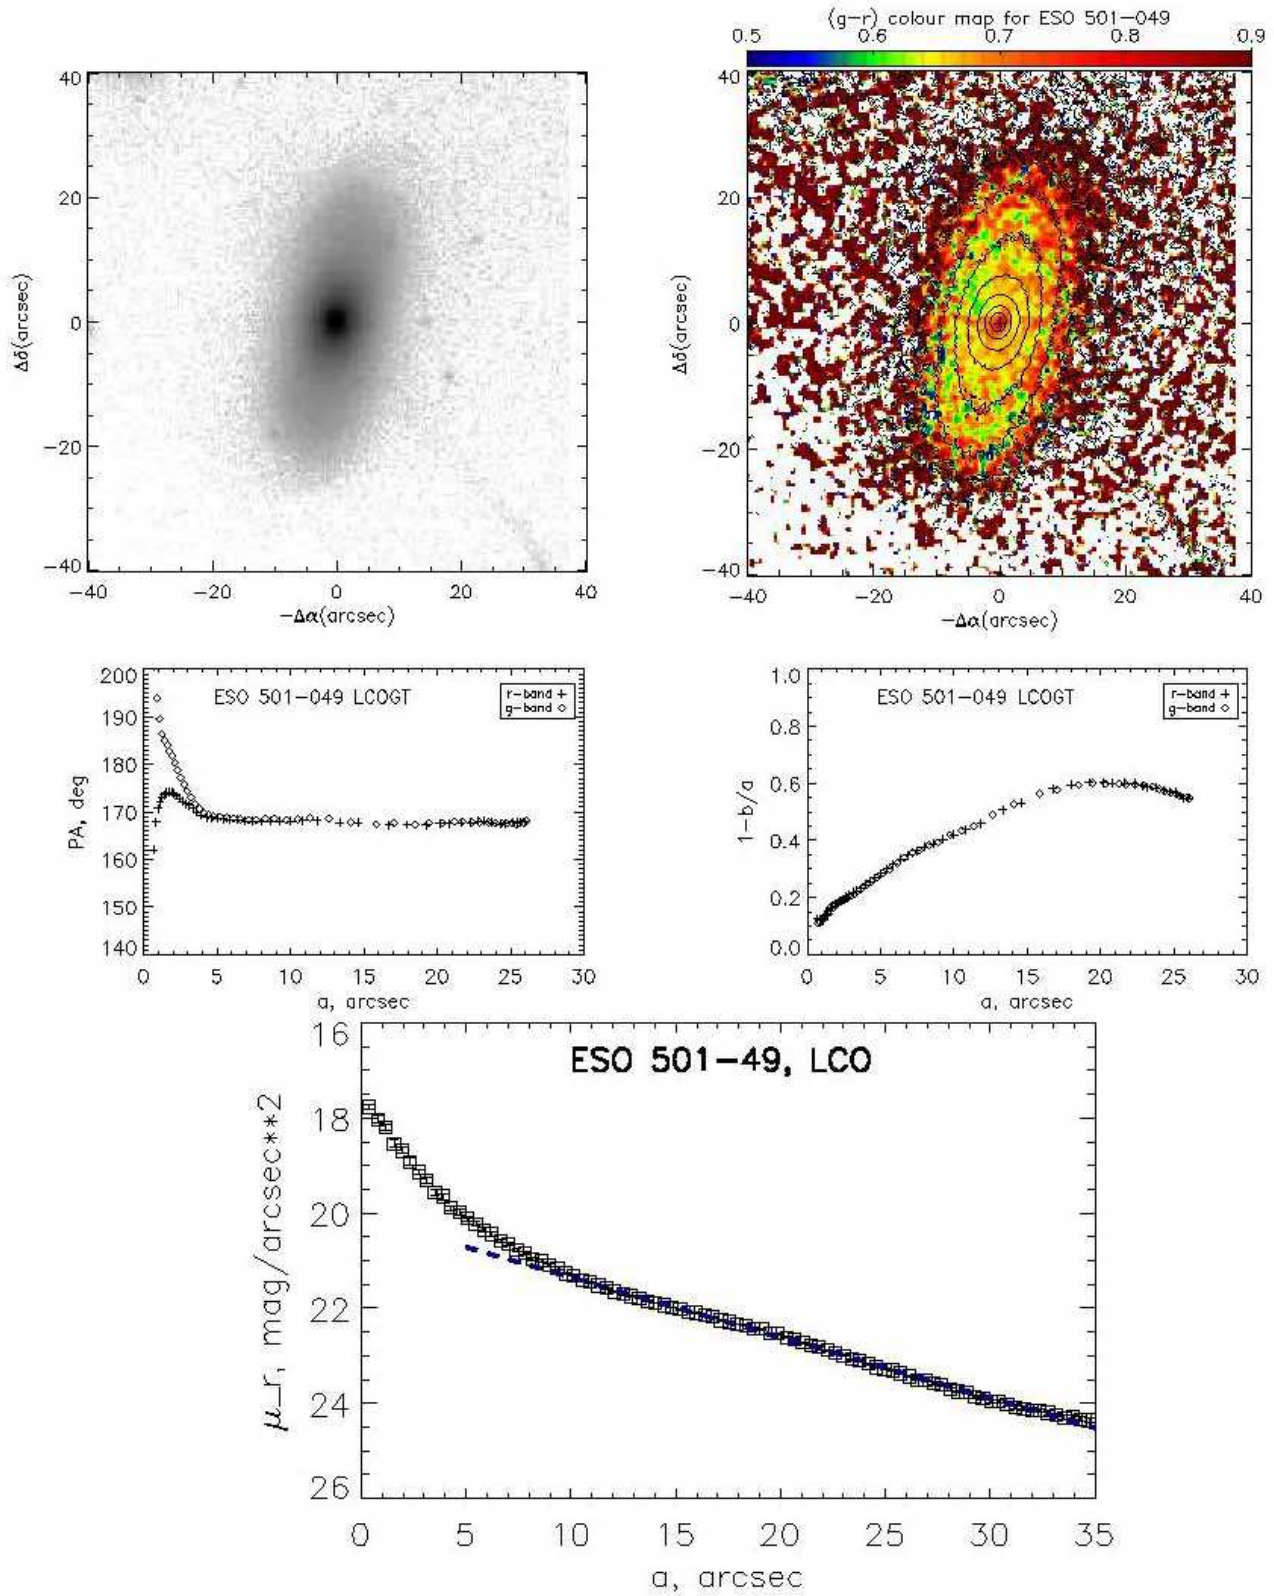 (g-r) colour map for ESO 501-049
0.5 0.6 0.7 0.8 0.9
40
20
0
-20
-40
Δδ(arcsec)
-40 -20 0 20 40
-Δα(arcsec)
40
20
0
-20
-40
Δδ(arcsec)
-40 -20 0 20 40
-Δα(arcsec)
ESO 501-049 LCOGT
r-band +
g-band ◇
200
190
180
170
160
150
140
PA, deg
0 5 10 15 20 25 30
a, arcsec
ESO 501-049 LCOGT
r-band +
g-band ◇
1.0
0.8
0.6
0.4
0.2
0.0
1-b/a
0 5 10 15 20 25 30
a, arcsec
ESO 501-49, LCO
16
18
20
22
24
26
μ_r, mag/arcsec**2
0 5 10 15 20 25 30 35
a, arcsec